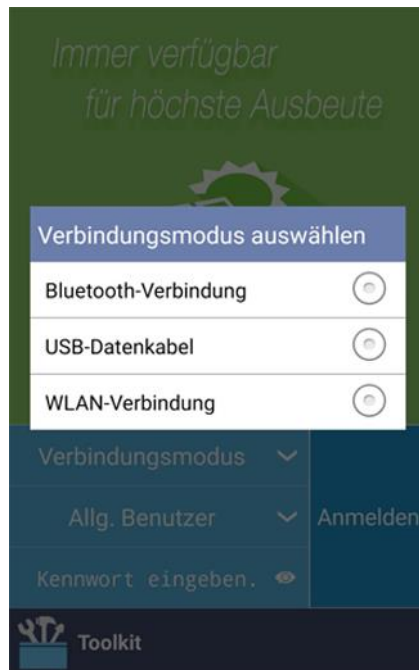 Immer verfügbar
für höchste Ausbeute
Verbindungsmodus auswählen
Bluetooth-Verbindung
USB-Datenkabel
WLAN-Verbindung
Verbindungsmodus
Allg. Benutzer
Anmelden
Kennwort eingeben.
Toolkit